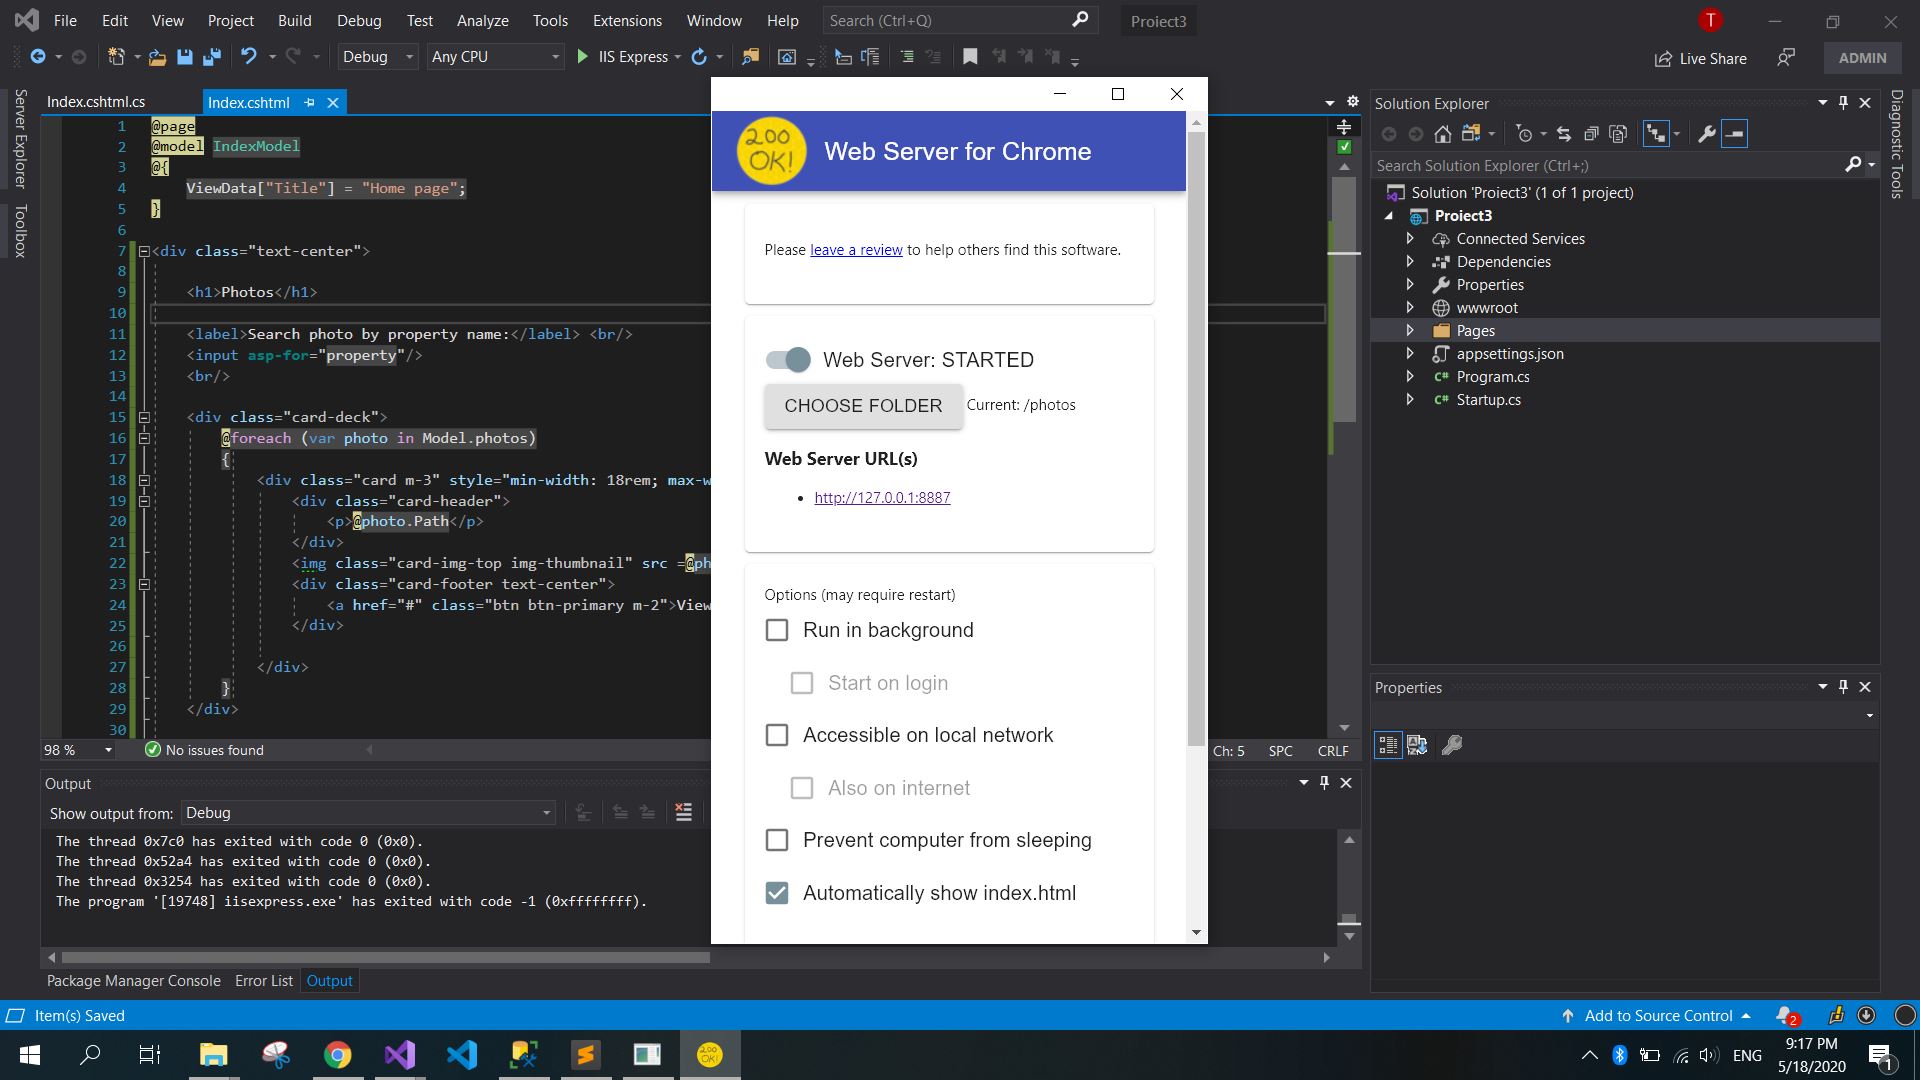 File Edit View Project Build Debug Test Analyze Tools Extensions Window Help Search (Ctrl+Q) Proiect3 T
Debug Any CPU IIS Express Live Share ADMIN
Server Explorer
Toolbox
Index.cshtml.cs Index.cshtml
1 @page
2 @model IndexModel
3 @{
4 ViewData["Title"] = "Home page";
5 }
6
7 <div class="text-center">
8
9 <h1>Photos</h1>
10
11 <label>Search photo by property name:</label> <br/>
12 <input asp-for="property"/>
13 <br/>
14
15 <div class="card-deck">
16 @foreach (var photo in Model.photos)
17 {
18 <div class="card m-3" style="min-width: 18rem; max-w
19 <div class="card-header">
20 <p>@photo.Path</p>
21 </div>
22 <img class="card-img-top img-thumbnail" src =@ph
23 <div class="card-footer text-center">
24 <a href="#" class="btn btn-primary m-2">View
25 </div>
26
27 </div>
28 }
29 </div>
30
98 % No issues found Ch: 5 SPC CRLF
Output
Show output from: Debug
The thread 0x7c0 has exited with code 0 (0x0).
The thread 0x52a4 has exited with code 0 (0x0).
The thread 0x3254 has exited with code 0 (0x0).
The program '[19748] iisexpress.exe' has exited with code -1 (0xffffffff).
Package Manager Console Error List Output
200 OK! Web Server for Chrome
Please leave a review to help others find this software.
Web Server: STARTED
CHOOSE FOLDER Current: /photos
Web Server URL(s)
http://127.0.0.1:8887
Options (may require restart)
Run in background
Start on login
Accessible on local network
Also on internet
Prevent computer from sleeping
Automatically show index.html
Solution Explorer
Search Solution Explorer (Ctrl+;)
Solution 'Proiect3' (1 of 1 project)
Proiect3
Connected Services
Dependencies
Properties
wwwroot
Pages
appsettings.json
C# Program.cs
C# Startup.cs
Properties
Diagnostic Tools
Item(s) Saved Add to Source Control 2
200 OK! ENG 9:17 PM
5/18/2020 1